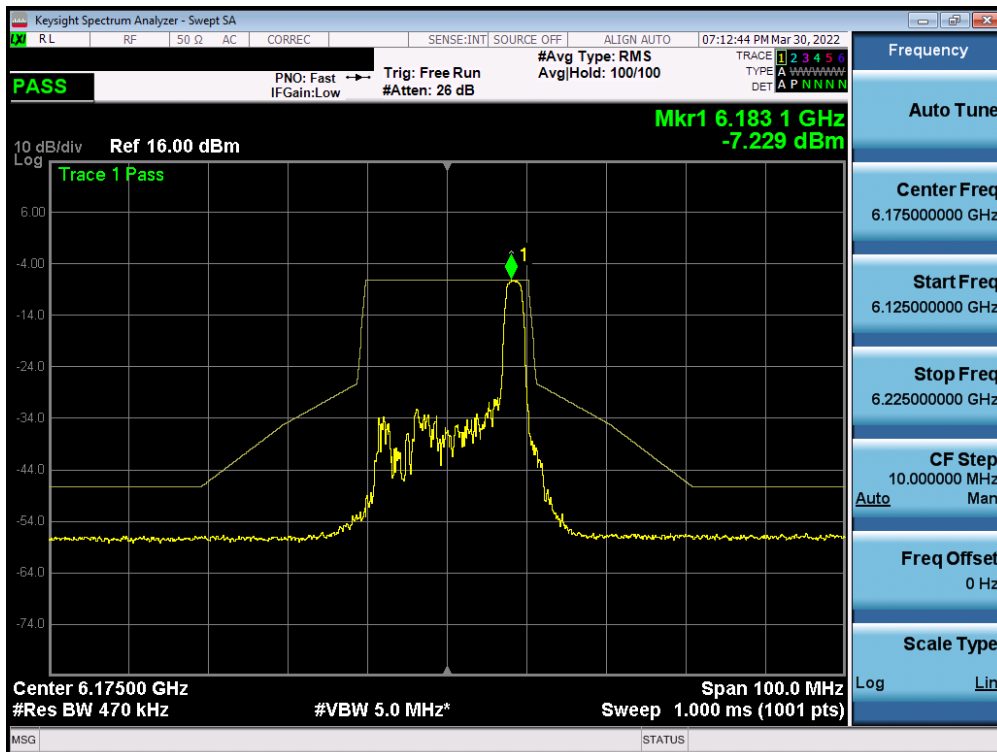 Keysight Spectrum Analyzer - Swept SA
LXI RL RF 50 Ω AC CORREC SENSE:INT SOURCE OFF ALIGN AUTO 07:12:44 PM Mar 30, 2022
PASS
PNO: Fast
IFGain:Low
Trig: Free Run
#Atten: 26 dB
#Avg Type: RMS
Avg|Hold: 100/100
TRACE 1 2 3 4 5 6
TYPE A WWWWW
DET A P N N N N
Mkr1 6.183 1 GHz
-7.229 dBm
10 dB/div Ref 16.00 dBm
Log
Trace 1 Pass
1
6.00
-4.00
-14.0
-24.0
-34.0
-44.0
-54.0
-64.0
-74.0
Center 6.17500 GHz Span 100.0 MHz
#Res BW 470 kHz #VBW 5.0 MHz* Sweep 1.000 ms (1001 pts)
MSG STATUS
Frequency
Auto Tune
Center Freq
6.175000000 GHz
Start Freq
6.125000000 GHz
Stop Freq
6.225000000 GHz
CF Step
10.000000 MHz
Auto Man
Freq Offset
0 Hz
Scale Type
Log Lin